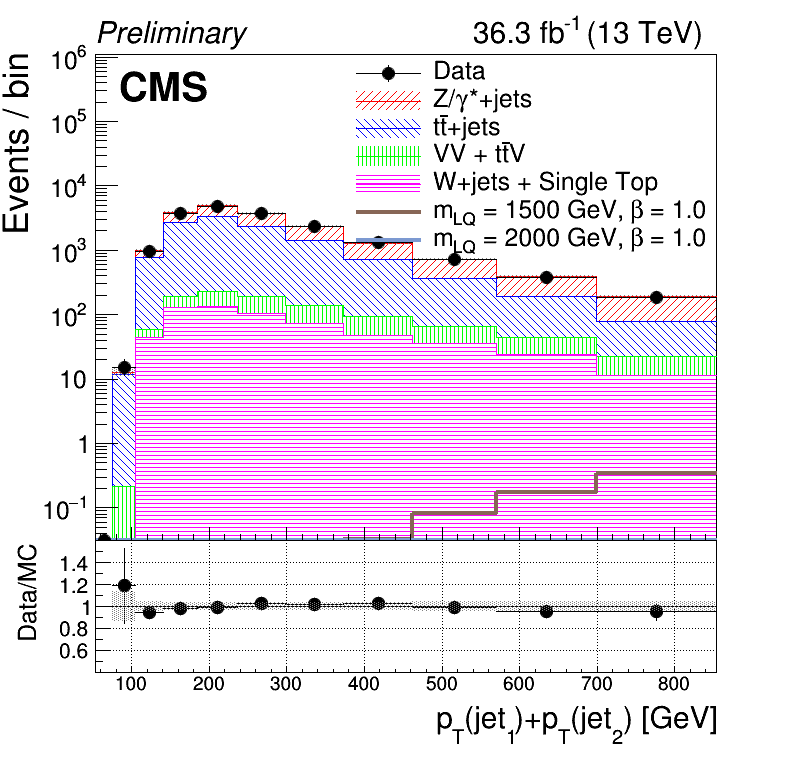 Preliminary 36.3 fb⁻¹ (13 TeV)
CMS
Events / bin
10⁶
10⁵
10⁴
10³
10²
10
1
10⁻¹
Data
Z/γ*+jets
tt̄+jets
VV + tt̄V
W+jets + Single Top
m_LQ = 1500 GeV, β = 1.0
m_LQ = 2000 GeV, β = 1.0
Data/MC
1.4
1.2
1
0.8
0.6
100 200 300 400 500 600 700 800
p_T(jet₁)+p_T(jet₂) [GeV]